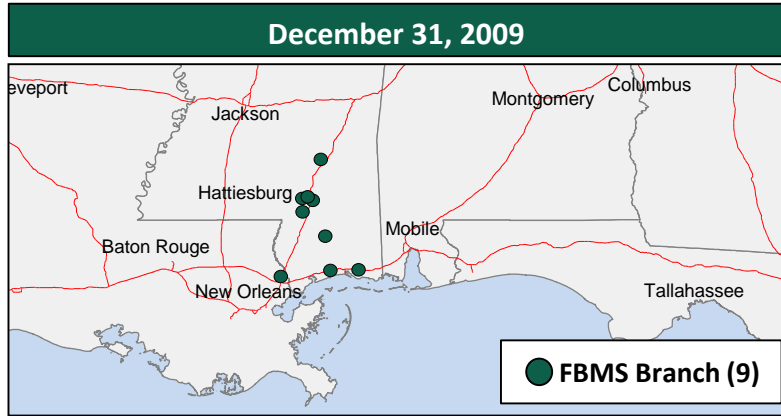 December 31, 2009
eveport
Columbus
Montgomery
Jackson
Hattiesburg
Mobile
Baton Rouge
New Orleans
Tallahassee
FBMS Branch (9)